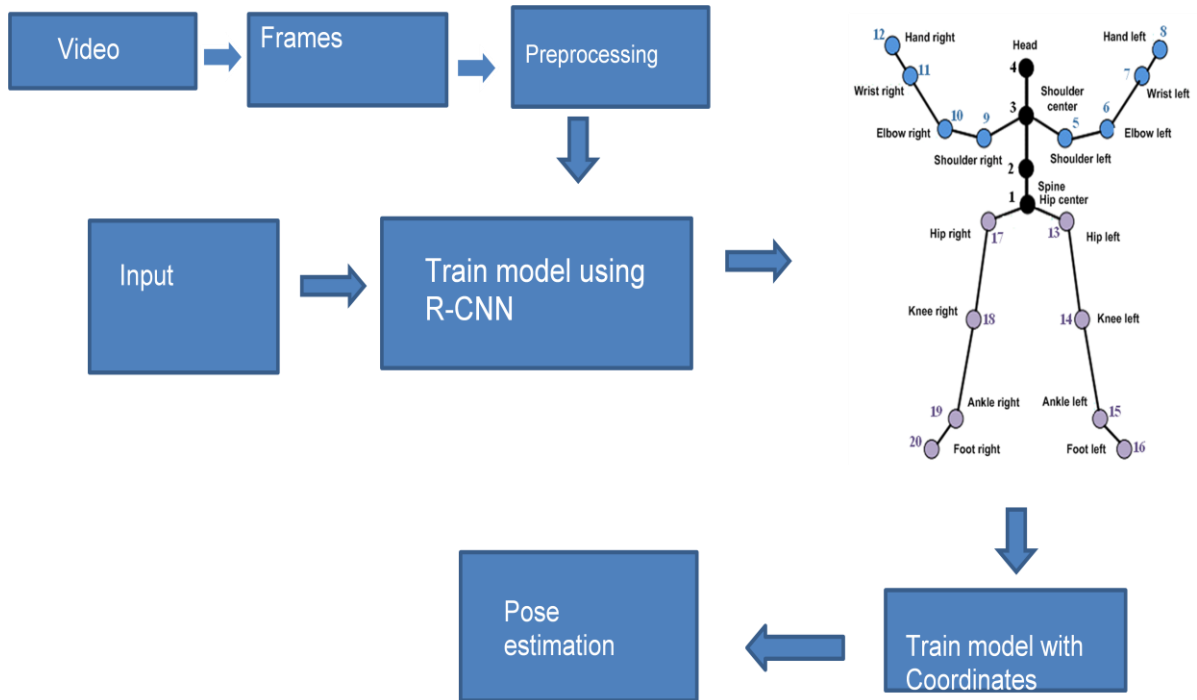 Video
Frames
Preprocessing
Input
Train model using
R-CNN
12
Hand right
11
Wrist right
10
9
Elbow right
Shoulder right
Head
4
Shoulder
center
3
Hand left
8
7
Wrist left
6
5
Elbow left
Shoulder left
2
Spine
1
Hip center
Hip right
17
13
Hip left
Knee right
18
14
Knee left
19
Ankle right
Ankle left
15
20
Foot right
Foot left
16
Pose
estimation
Train model with
Coordinates